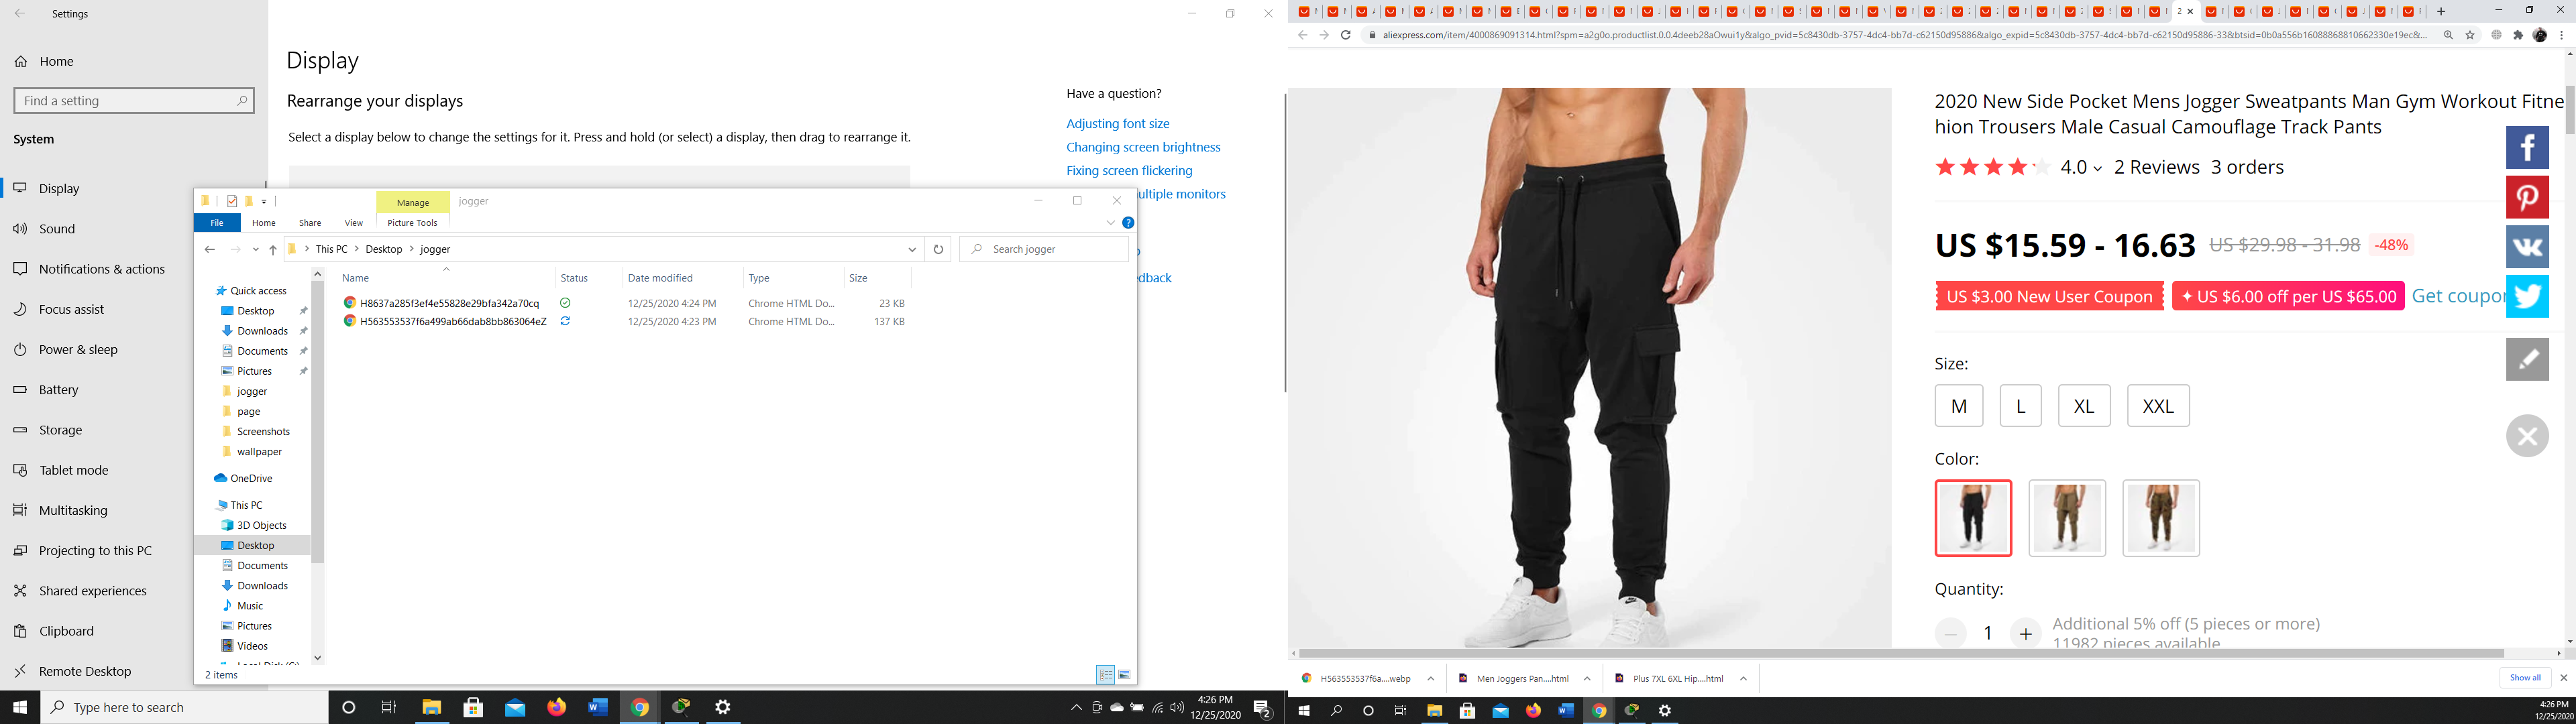 Settings
Home
Find a setting
System
Display
Sound
Notifications & actions
Focus assist
Power & sleep
Battery
Storage
Tablet mode
Multitasking
Projecting to this PC
Shared experiences
Clipboard
Remote Desktop
Display
Rearrange your displays
Select a display below to change the settings for it. Press and hold (or select) a display, then drag to rearrange it.
Have a question?
Adjusting font size
Changing screen brightness
Fixing screen flickering
ultiple monitors
edback
Manage
jogger
File
Home
Share
View
Picture Tools
This PC > Desktop > jogger
Search jogger
Name
Status
Date modified
Type
Size
H8637a285f3ef4e55828e29bfa342a70cq
12/25/2020 4:24 PM
Chrome HTML Do...
23 KB
H563553537f6a499ab66dab8bb863064eZ
12/25/2020 4:23 PM
Chrome HTML Do...
137 KB
Quick access
Desktop
Downloads
Documents
Pictures
jogger
page
Screenshots
wallpaper
OneDrive
This PC
3D Objects
Desktop
Documents
Downloads
Music
Pictures
Videos
2 items
Type here to search
4:26 PM
12/25/2020
2
aliexpress.com/item/4000869091314.html?spm=a2g0o.productlist.0.0.4deeb28aOwui1y&algo_pvid=5c8430db-3757-4dc4-bb7d-c62150d95886&algo_expid=5c8430db-3757-4dc4-bb7d-c62150d95886-33&btsid=0b0a556b16088868810662330e19ec&...
2020 New Side Pocket Mens Jogger Sweatpants Man Gym Workout Fitne
hion Trousers Male Casual Camouflage Track Pants
4.0 2 Reviews 3 orders
US $15.59 - 16.63 US $29.98 - 31.98 -48%
US $3.00 New User Coupon US $6.00 off per US $65.00 Get coupon
Size:
M L XL XXL
Color:
Quantity:
1
Additional 5% off (5 pieces or more)
11982 pieces available
H563553537f6a....webp
Men Joggers Pan....html
Plus 7XL 6XL Hip....html
Show all
4:26 PM
12/25/2020